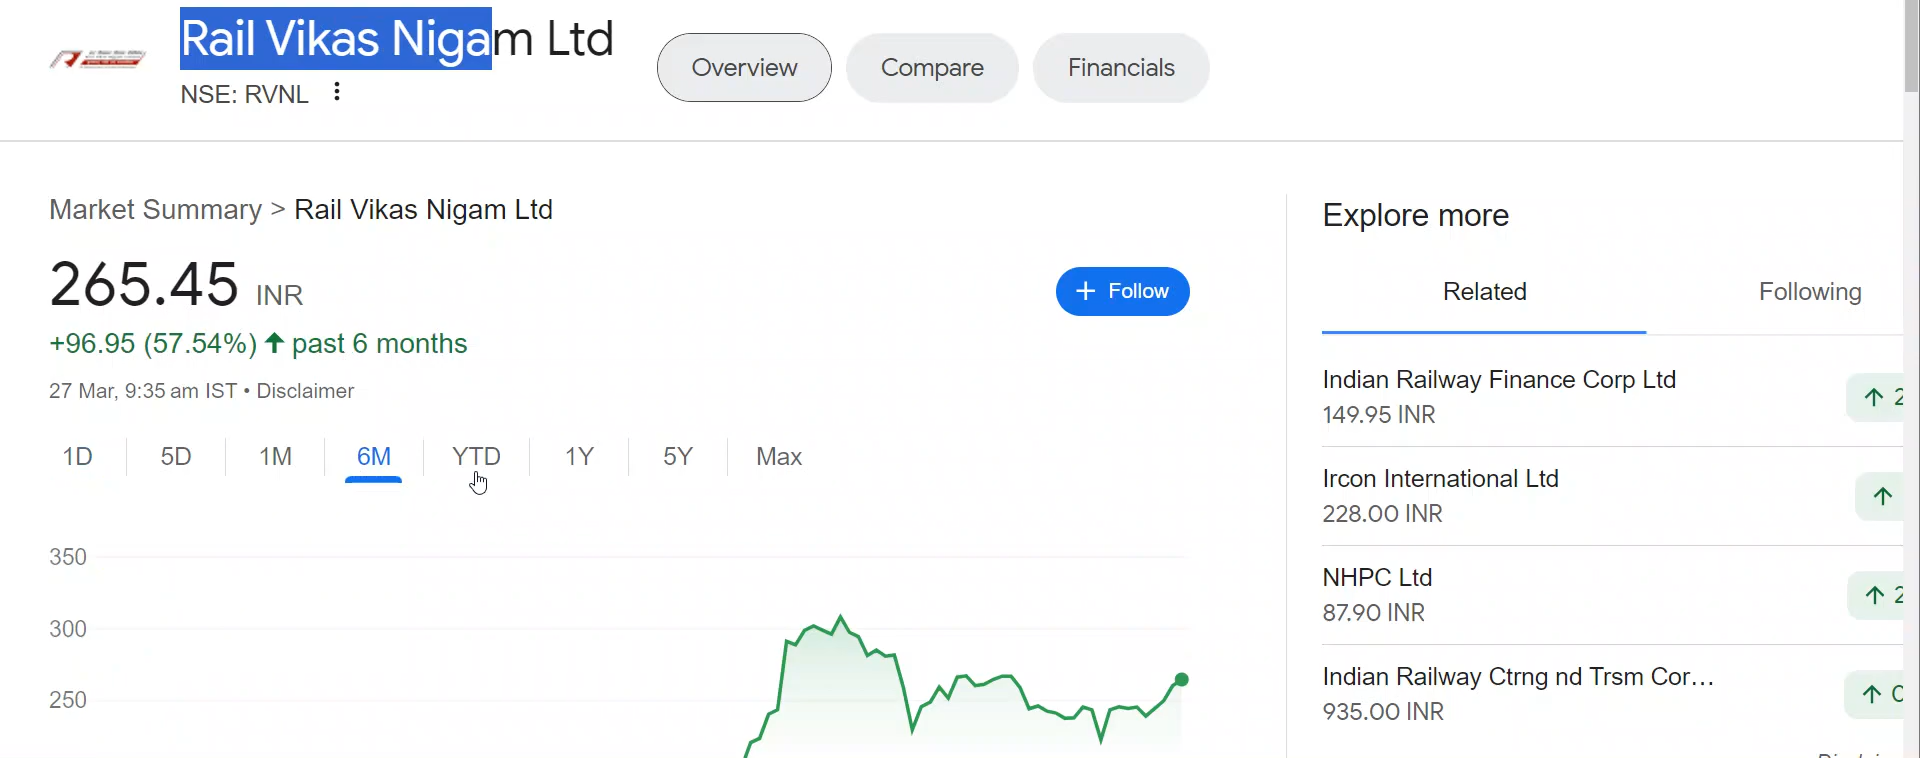 Rail Vikas Nigam Ltd
NSE: RVNL
Overview
Compare
Financials
Market Summary > Rail Vikas Nigam Ltd
265.45 INR
+96.95 (57.54%) ↑ past 6 months
27 Mar, 9:35 am IST • Disclaimer
+ Follow
1D 5D 1M 6M YTD 1Y 5Y Max
350
300
250
Explore more
Related
Following
Indian Railway Finance Corp Ltd
149.95 INR
↑ 2
Ircon International Ltd
228.00 INR
↑
NHPC Ltd
87.90 INR
↑ 2
Indian Railway Ctrng nd Trsm Cor...
935.00 INR
↑ 0